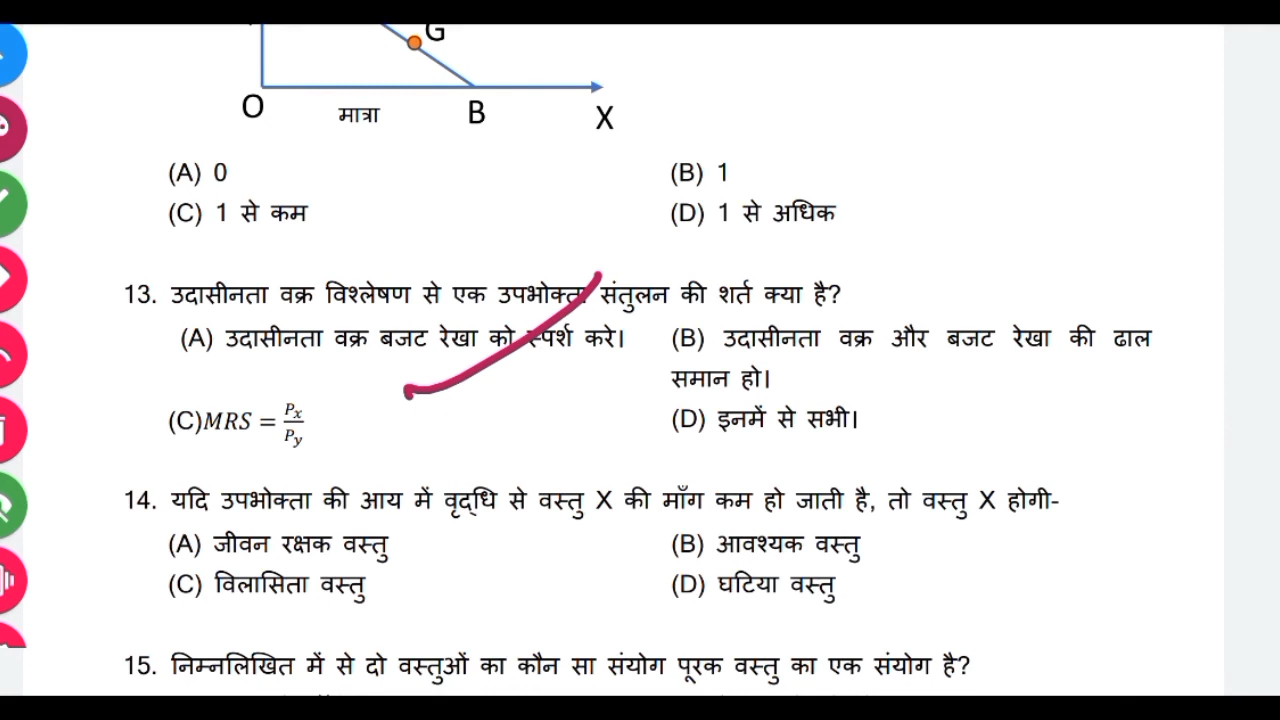 G
O
मात्रा
B
X
(A) 0
(B) 1
(C) 1 से कम
(D) 1 से अधिक
13. उदासीनता वक्र विश्लेषण से एक उपभोक्ता संतुलन की शर्त क्या है?
(A) उदासीनता वक्र बजट रेखा को स्पर्श करे।
(B) उदासीनता वक्र और बजट रेखा की ढाल
समान हो।
(C)MRS = Px/Py
(D) इनमें से सभी।
14. यदि उपभोक्ता की आय में वृद्धि से वस्तु X की माँग कम हो जाती है, तो वस्तु X होगी-
(A) जीवन रक्षक वस्तु
(B) आवश्यक वस्तु
(C) विलासिता वस्तु
(D) घटिया वस्तु
15. निम्नलिखित में से दो वस्तुओं का कौन सा संयोग पूरक वस्तु का एक संयोग है?